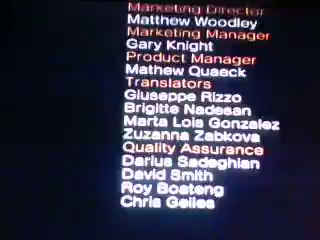 Marketing Director
Matthew Woodley
Marketing Manager
Gary Knight
Product Manager
Mathew Quaeck
Translators
Giuseppe Rizzo
Brigitte Nadesan
Marta Lois Gonzalez
Zuzanna Zabkova
Quality Assurance
Darius Sadeghian
David Smith
Roy Boateng
Chris Geiles